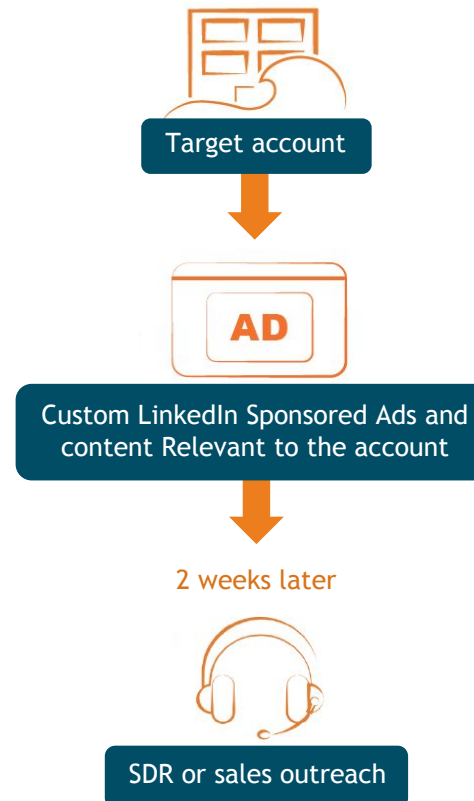 Target account
AD
Custom LinkedIn Sponsored Ads and
content Relevant to the account
2 weeks later
SDR or sales outreach